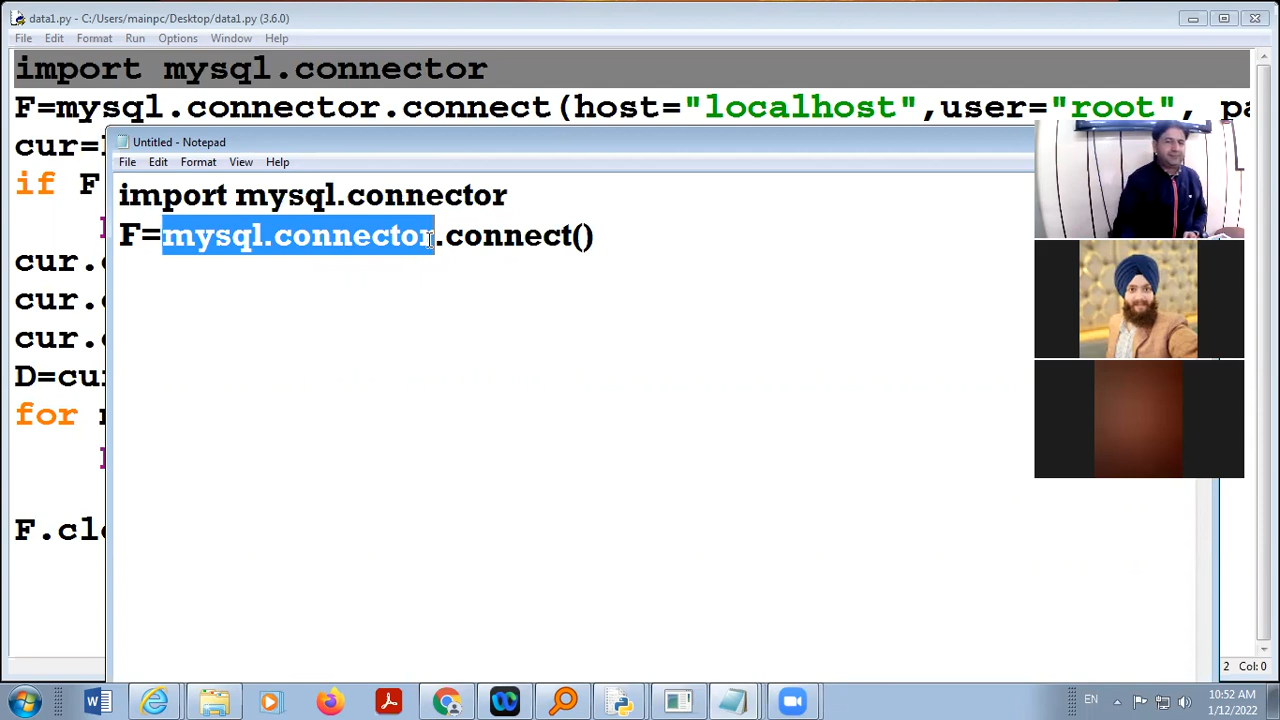 data1.py - C:/Users/mainpc/Desktop/data1.py (3.6.0)
File Edit Format Run Options Window Help
import mysql.connector
F=mysql.connector.connect(host="localhost",user="root", pa
cur=
if F
cur.
cur.
cur.
D=cu
for
F.cl
Untitled - Notepad
File Edit Format View Help
import mysql.connector
F=mysql.connector.connect()
2 Col: 0
EN
10:52 AM
1/12/2022